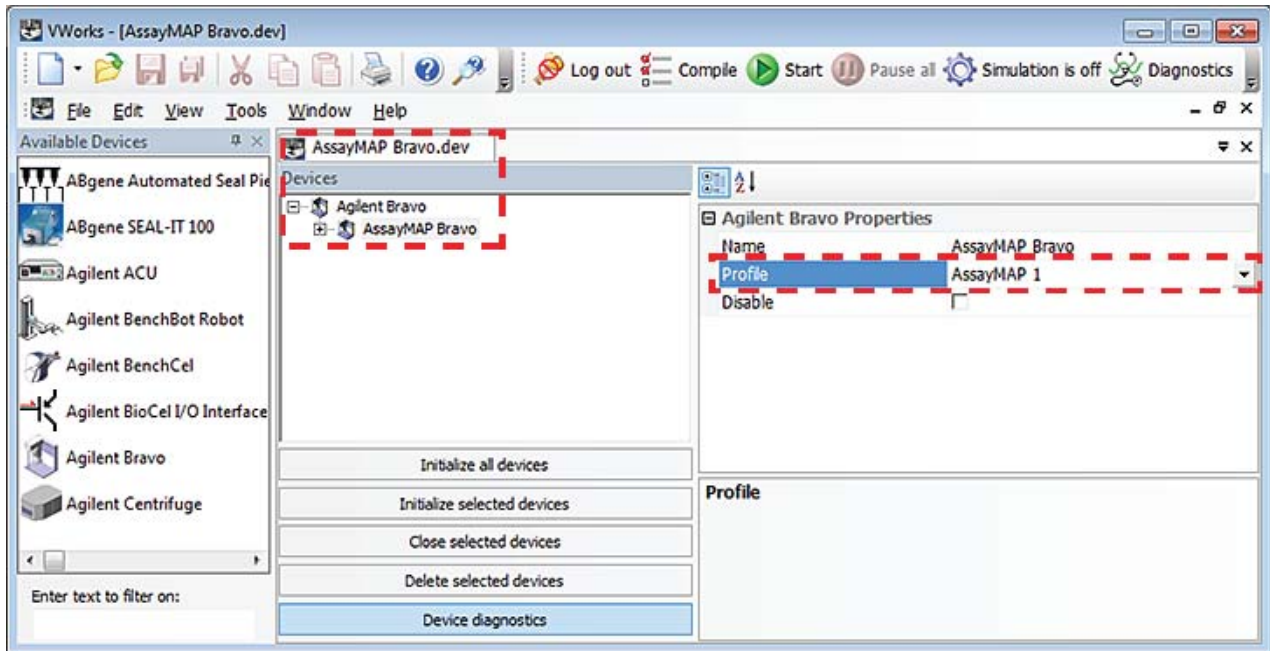 VWorks - [AssayMAP Bravo.dev]
Log out Compile Start Pause all Simulation is off Diagnostics
File Edit View Tools Window Help
Available Devices
ABgene Automated Seal Pie
ABgene SEAL-IT 100
Agilent ACU
Agilent BenchBot Robot
Agilent BenchCel
Agilent BioCel I/O Interface
Agilent Bravo
Agilent Centrifuge
Enter text to filter on:
AssayMAP Bravo.dev
Devices
Agilent Bravo
AssayMAP Bravo
Initialize all devices
Initialize selected devices
Close selected devices
Delete selected devices
Device diagnostics
Agilent Bravo Properties
Name AssayMAP Bravo
Profile AssayMAP 1
Disable
Profile